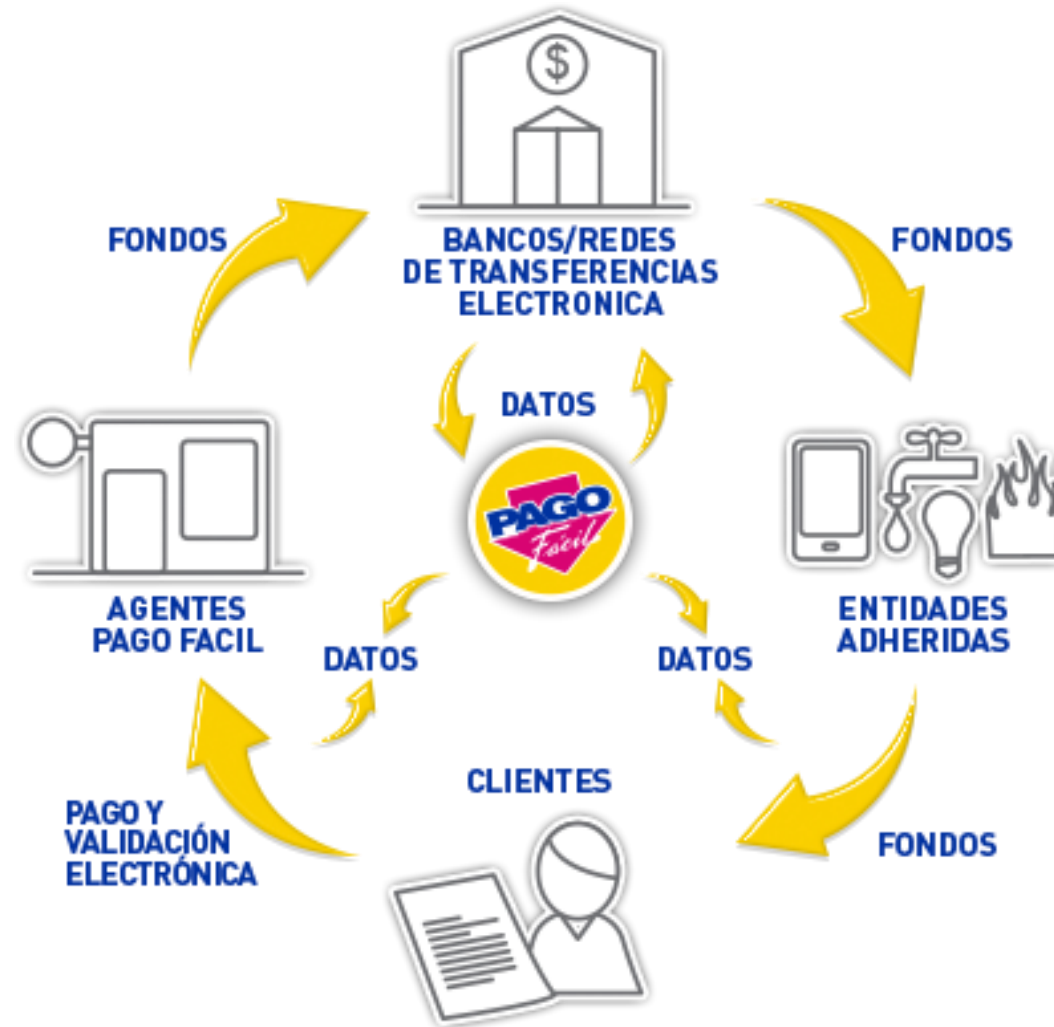 FONDOS
BANCOS/REDES
DE TRANSFERENCIAS
ELECTRONICA
FONDOS
DATOS
PAGO
Fácil
AGENTES
PAGO FACIL
ENTIDADES
ADHERIDAS
DATOS
DATOS
CLIENTES
PAGO Y
VALIDACIÓN
ELECTRÓNICA
FONDOS
$